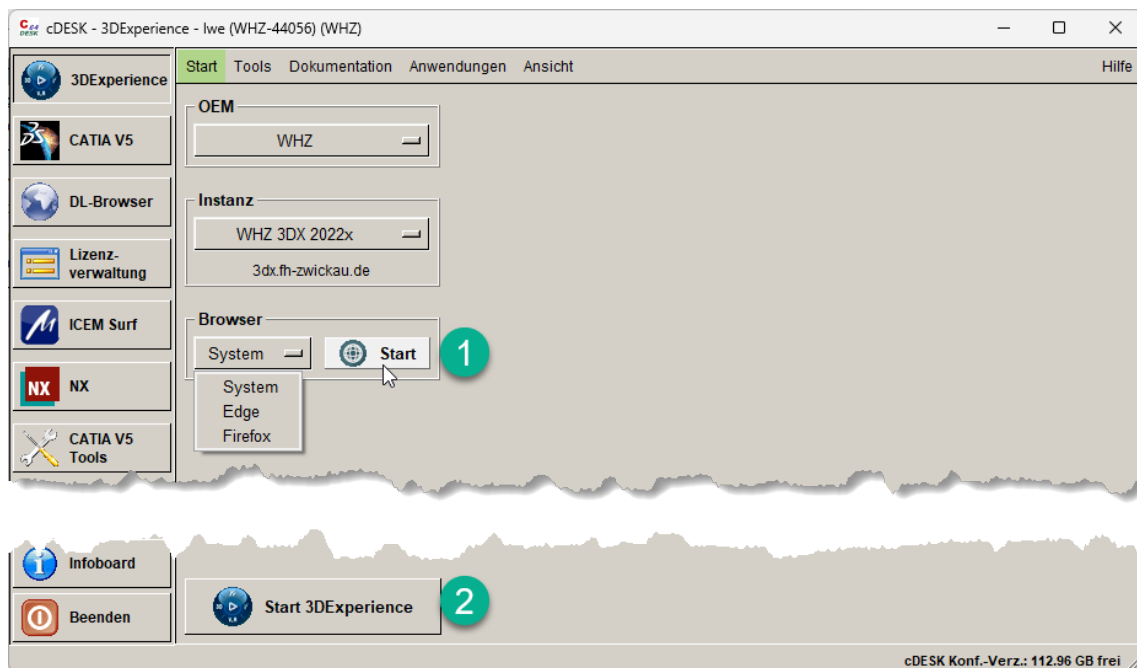 cDESK - 3DExperience - lwe (WHZ-44056) (WHZ)
3DExperience
CATIA V5
DL-Browser
Lizenz-
verwaltung
ICEM Surf
NX
NX
CATIA V5
Tools
Start Tools Dokumentation Anwendungen Ansicht Hilfe
OEM
WHZ
Instanz
WHZ 3DX 2022x
3dx.fh-zwickau.de
Browser
System Start 1
System
Edge
Firefox
Infoboard
Beenden
Start 3DExperience 2
cDESK Konf.-Verz.: 112.96 GB frei